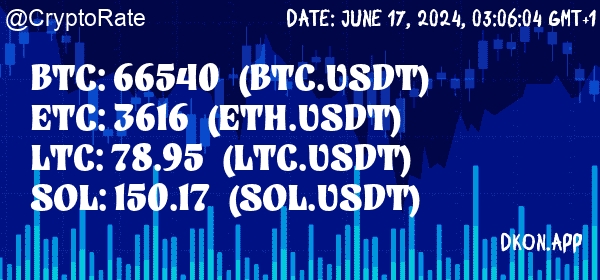 @CryptoRate
DATE: JUNE 17, 2024, 03:06:04 GMT+1
BTC: 66540 (BTC.USDT)
ETC: 3616 (ETH.USDT)
LTC: 78.95 (LTC.USDT)
SOL: 150.17 (SOL.USDT)
DKON.APP